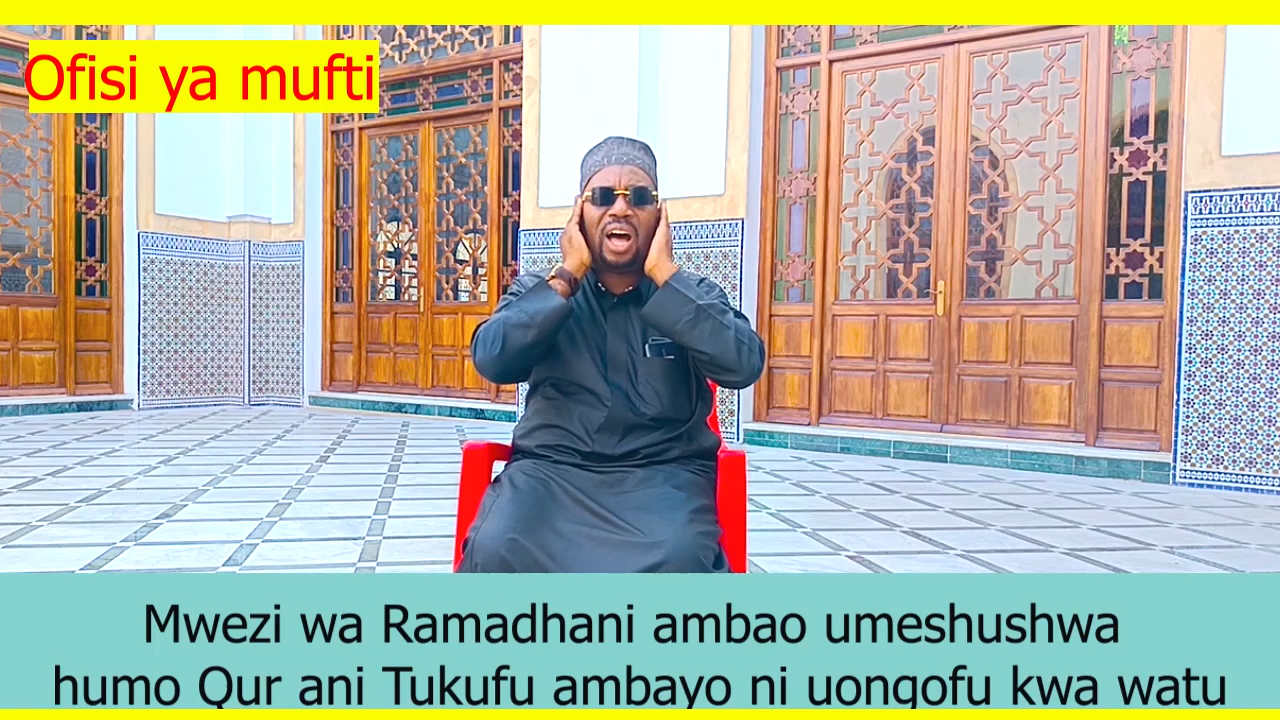 Ofisi ya mufti
Mwezi wa Ramadhani ambao umeshushwa
humo Qur ani Tukufu ambayo ni uongofu kwa watu